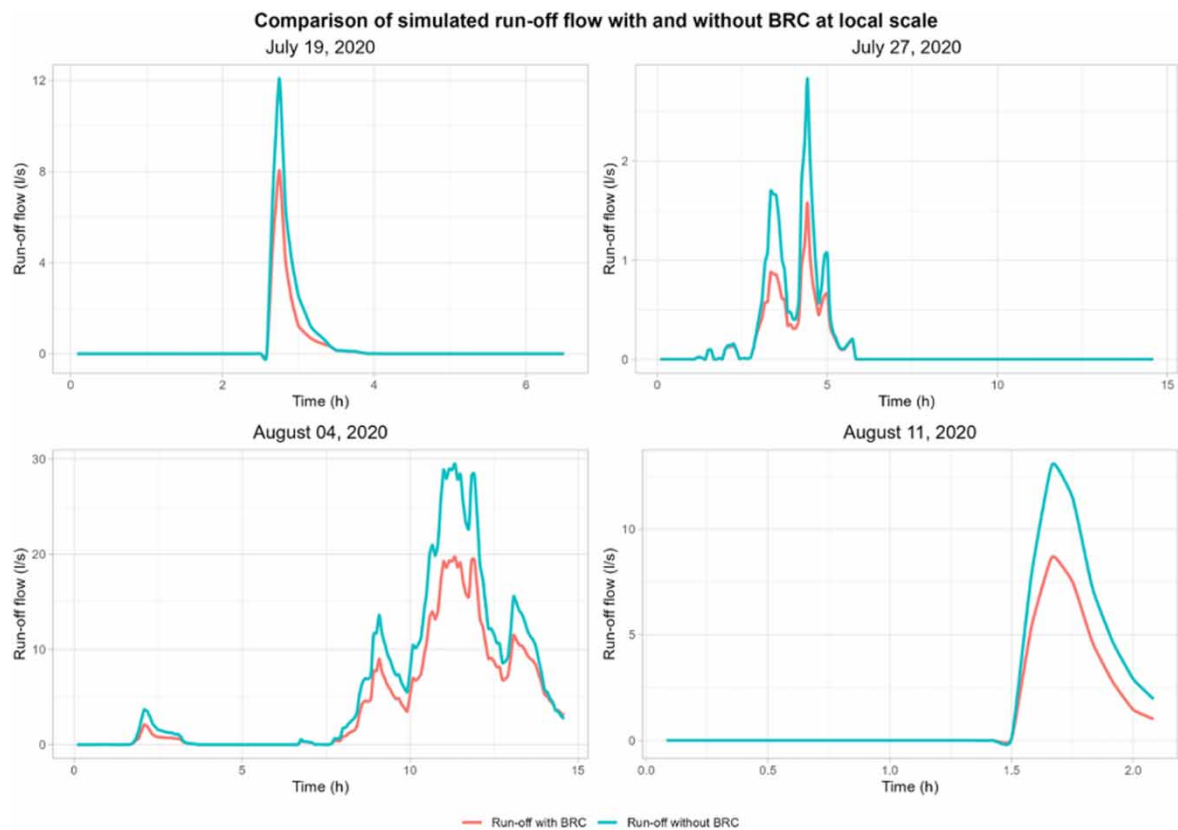 Comparison of simulated run-off flow with and without BRC at local scale
July 19, 2020
12
8
4
0
Run-off flow (l/s)
0 2 4 6
Time (h)
July 27, 2020
2
1
0
Run-off flow (l/s)
0 5 10 15
Time (h)
August 04, 2020
30
20
10
0
Run-off flow (l/s)
0 5 10 15
Time (h)
August 11, 2020
10
5
0
Run-off flow (l/s)
0.0 0.5 1.0 1.5 2.0
Time (h)
Run-off with BRC Run-off without BRC